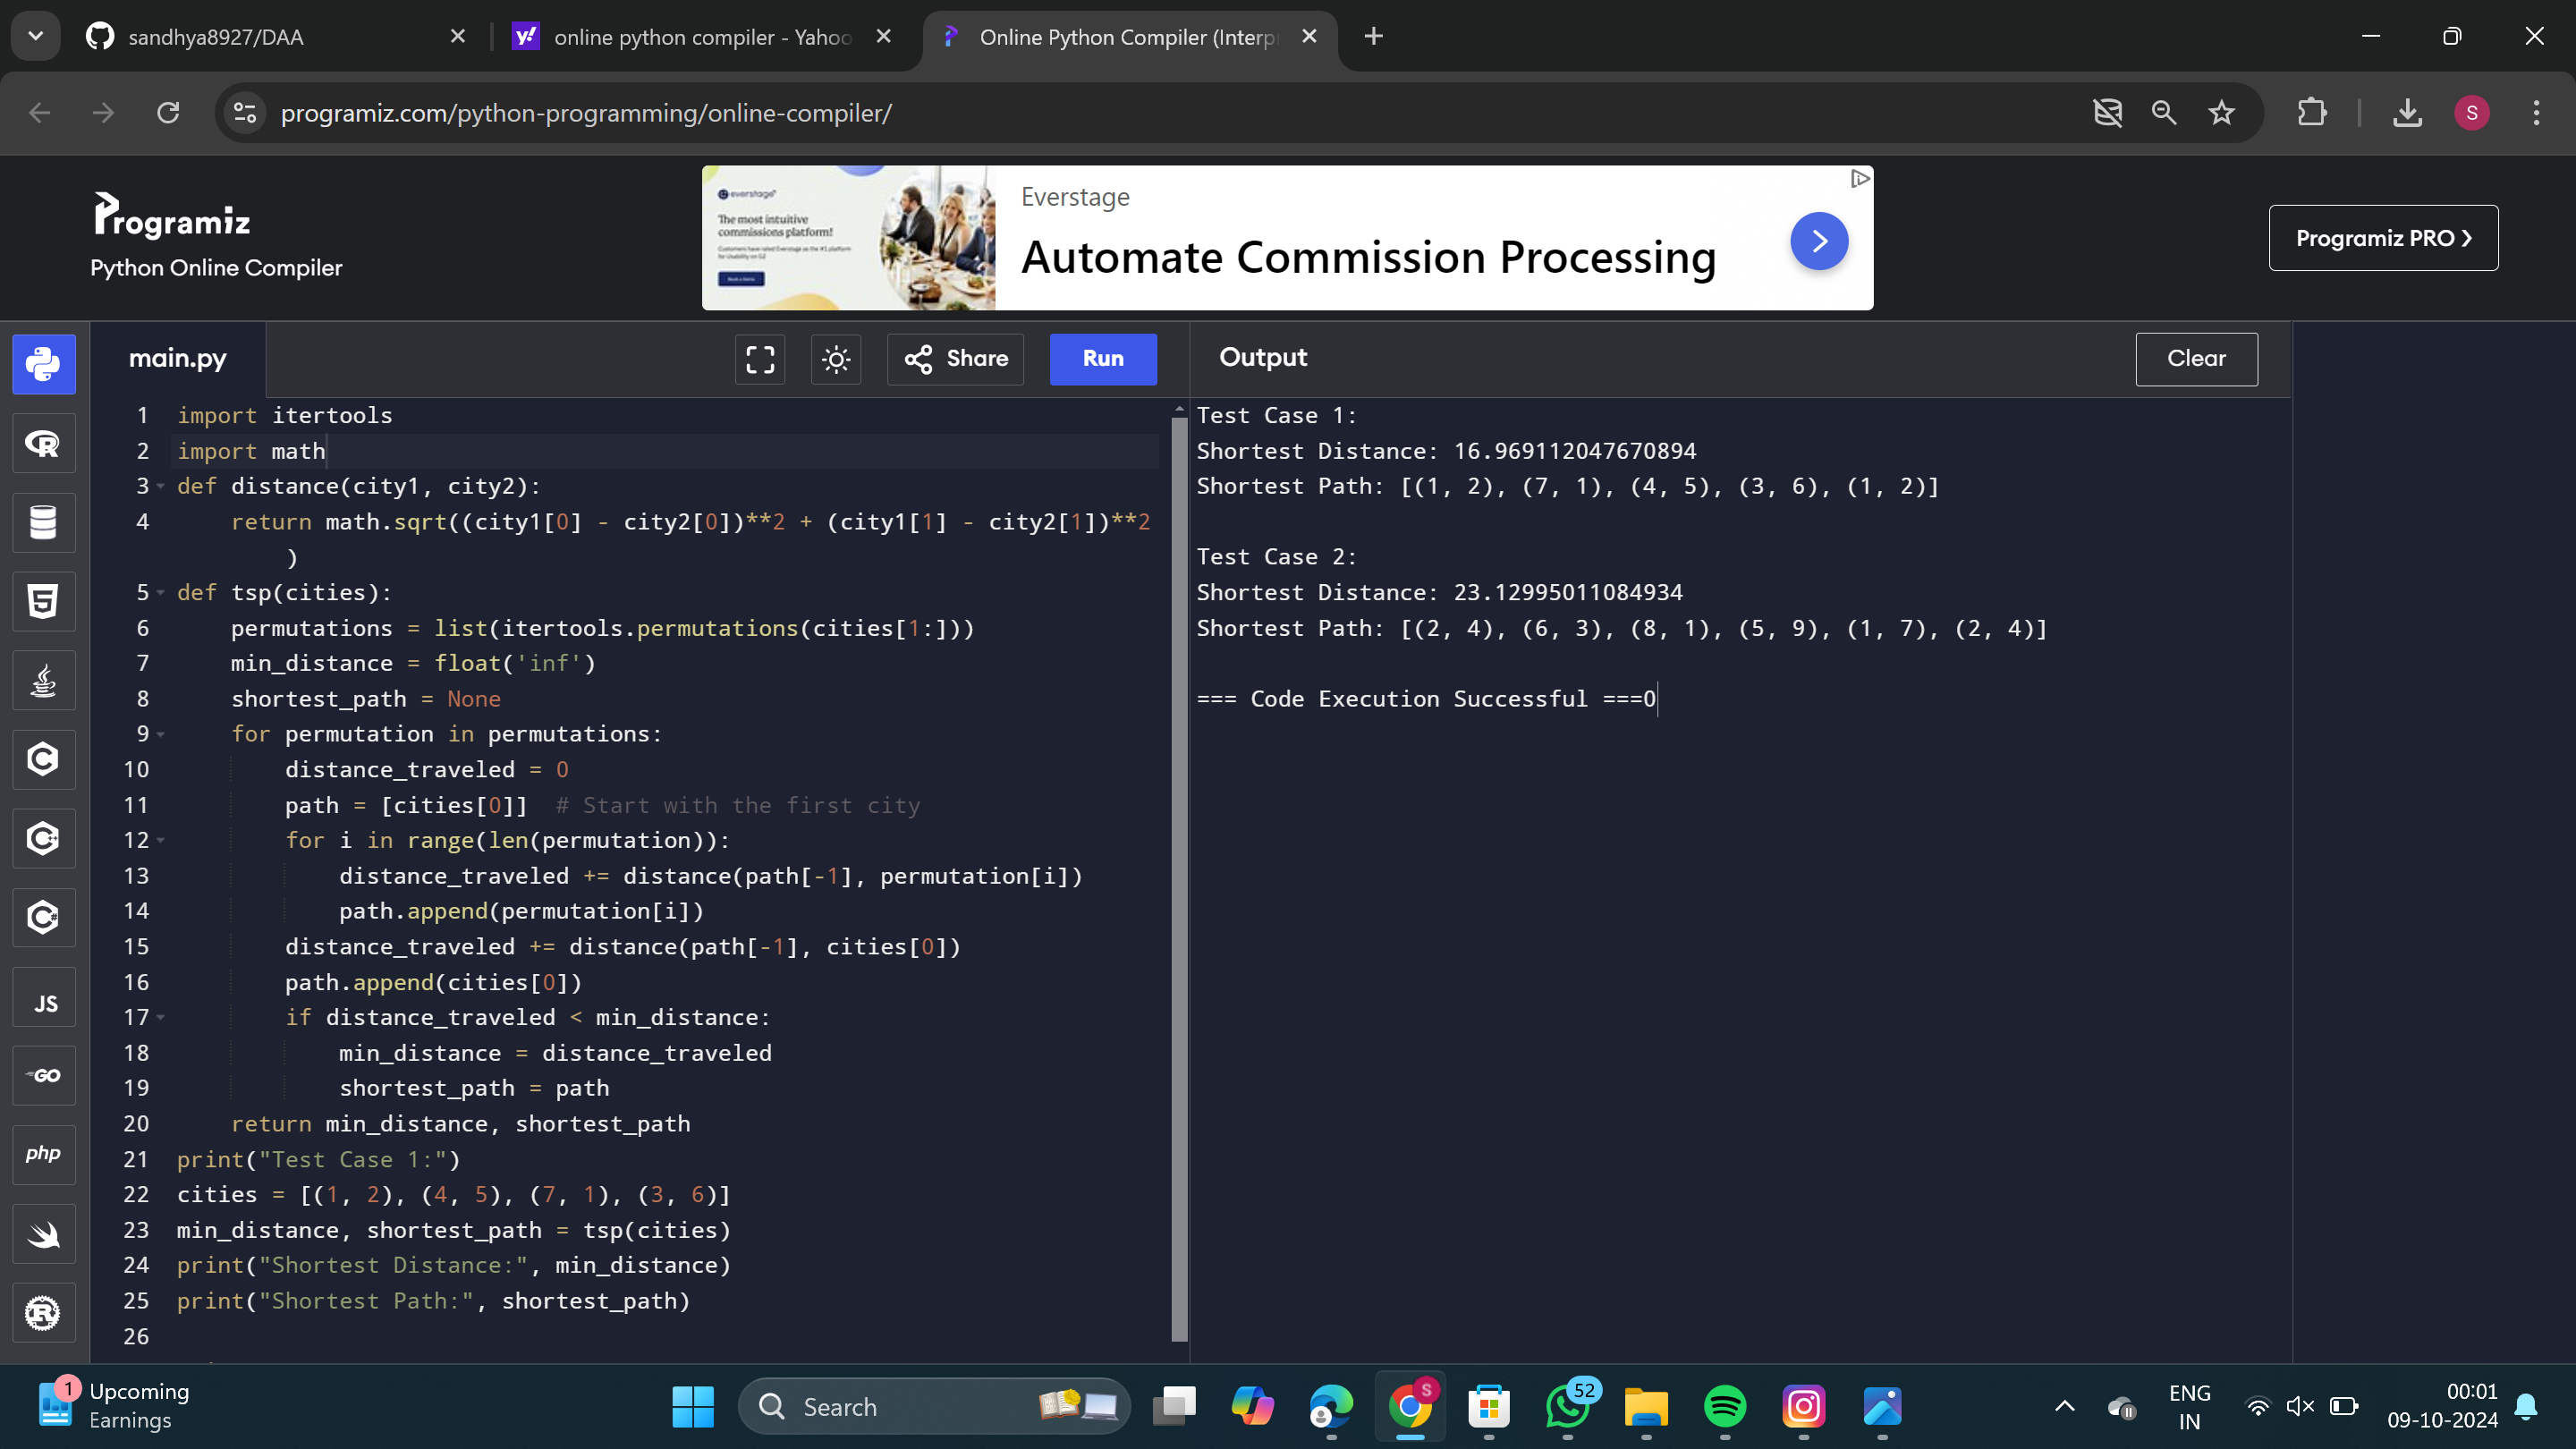 sandhya8927/DAA
online python compiler - Yahoo
Online Python Compiler (Interpr
programiz.com/python-programming/online-compiler/
S
Programiz
Python Online Compiler
everstage
The most intuitive
commissions platform!
Everstage
Automate Commission Processing
Programiz PRO ❯
main.py
Share
Run
Output
Clear
1 import itertools
2 import math
3 def distance(city1, city2):
4     return math.sqrt((city1[0] - city2[0])**2 + (city1[1] - city2[1])**2
        )
5 def tsp(cities):
6     permutations = list(itertools.permutations(cities[1:]))
7     min_distance = float('inf')
8     shortest_path = None
9     for permutation in permutations:
10         distance_traveled = 0
11         path = [cities[0]]  # Start with the first city
12         for i in range(len(permutation)):
13             distance_traveled += distance(path[-1], permutation[i])
14             path.append(permutation[i])
15         distance_traveled += distance(path[-1], cities[0])
16         path.append(cities[0])
17         if distance_traveled < min_distance:
18             min_distance = distance_traveled
19             shortest_path = path
20     return min_distance, shortest_path
21 print("Test Case 1:")
22 cities = [(1, 2), (4, 5), (7, 1), (3, 6)]
23 min_distance, shortest_path = tsp(cities)
24 print("Shortest Distance:", min_distance)
25 print("Shortest Path:", shortest_path)
26
Test Case 1:
Shortest Distance: 16.969112047670894
Shortest Path: [(1, 2), (7, 1), (4, 5), (3, 6), (1, 2)]
Test Case 2:
Shortest Distance: 23.12995011084934
Shortest Path: [(2, 4), (6, 3), (8, 1), (5, 9), (1, 7), (2, 4)]
=== Code Execution Successful ===0
JS
GO
php
1
Upcoming
Earnings
Search
S
52
ENG
IN
00:01
09-10-2024